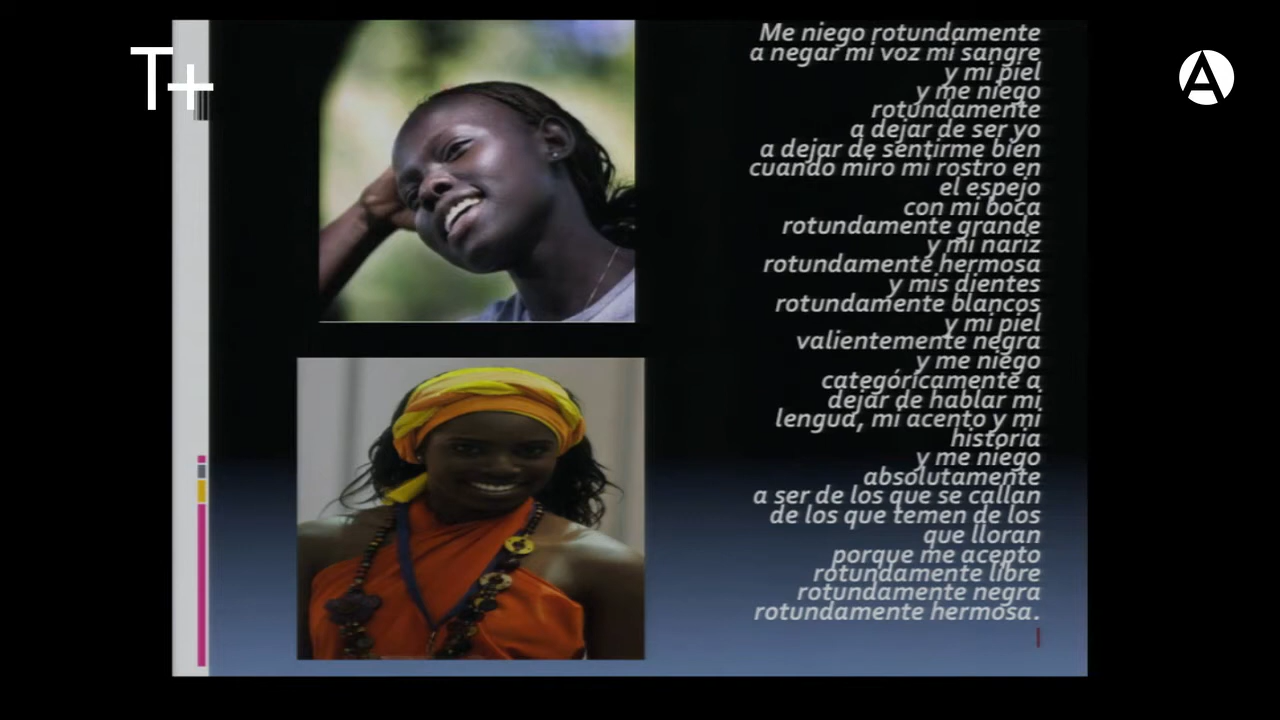 T+
A
Me niego rotundamente
a negar mi voz mi sangre
y mi piel
y me niego
rotundamente
a dejar de ser yo
a dejar de sentirme bien
cuando miro mi rostro en
el espejo
con mi boca
rotundamente grande
y mi nariz
rotundamente hermosa
y mis dientes
rotundamente blancos
y mi piel
valientemente negra
y me niego
categóricamente a
dejar de hablar mi
lengua, mi acento y mi
historia
y me niego
absolutamente
a ser de los que se callan
de los que temen de los
que lloran
porque me acepto
rotundamente libre
rotundamente negra
rotundamente hermosa.